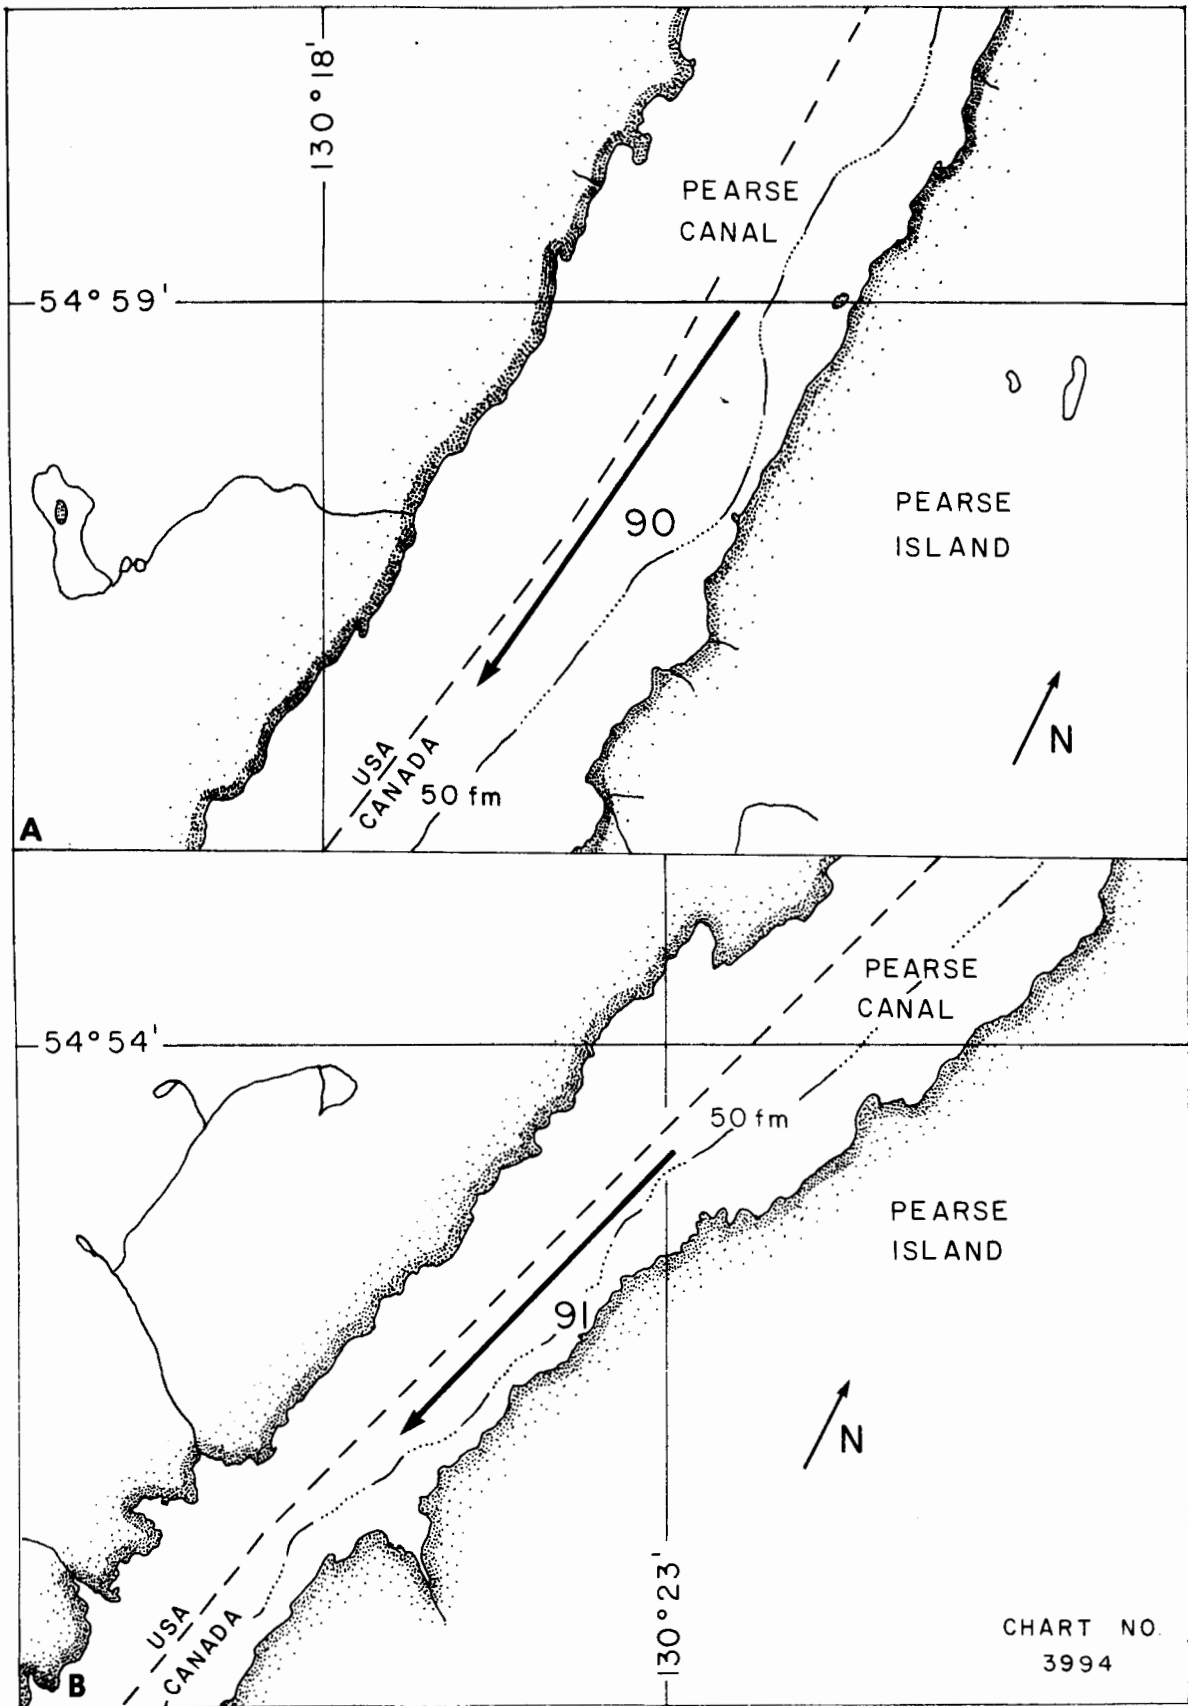 130°18'
PEARSE
CANAL
54°59'
90
PEARSE
ISLAND
N
USA
CANADA
50 fm
A
PEARSE
CANAL
54°54'
50 fm
PEARSE
ISLAND
91
N
130°23'
USA
CANADA
B
CHART NO.
3994